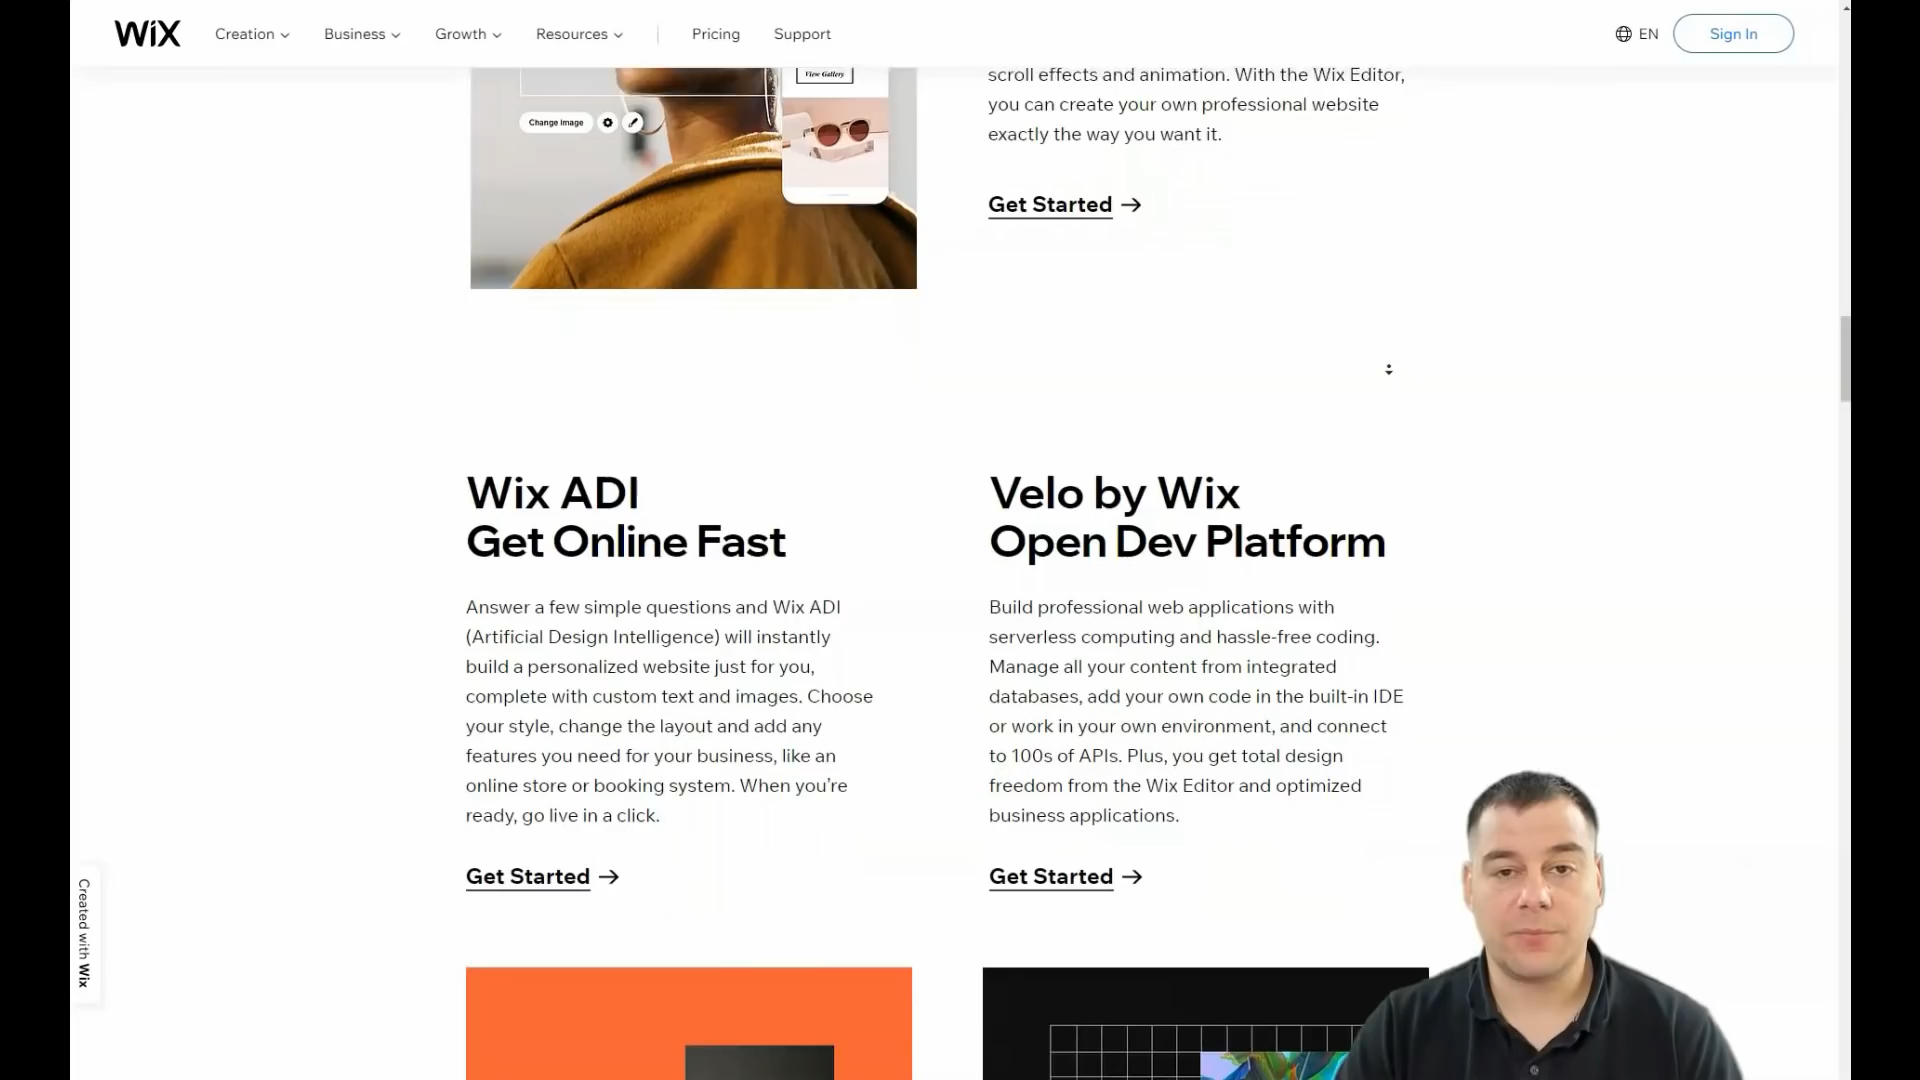 WiX
Creation
Business
Growth
Resources
Pricing
Support
EN
Sign In
View Gallery
Change Image
scroll effects and animation. With the Wix Editor,
you can create your own professional website
exactly the way you want it.
Get Started
Wix ADI
Get Online Fast
Answer a few simple questions and Wix ADI
(Artificial Design Intelligence) will instantly
build a personalized website just for you,
complete with custom text and images. Choose
your style, change the layout and add any
features you need for your business, like an
online store or booking system. When you’re
ready, go live in a click.
Get Started
Velo by Wix
Open Dev Platform
Build professional web applications with
serverless computing and hassle-free coding.
Manage all your content from integrated
databases, add your own code in the built-in IDE
or work in your own environment, and connect
to 100s of APIs. Plus, you get total design
freedom from the Wix Editor and optimized
business applications.
Get Started
Created with Wix